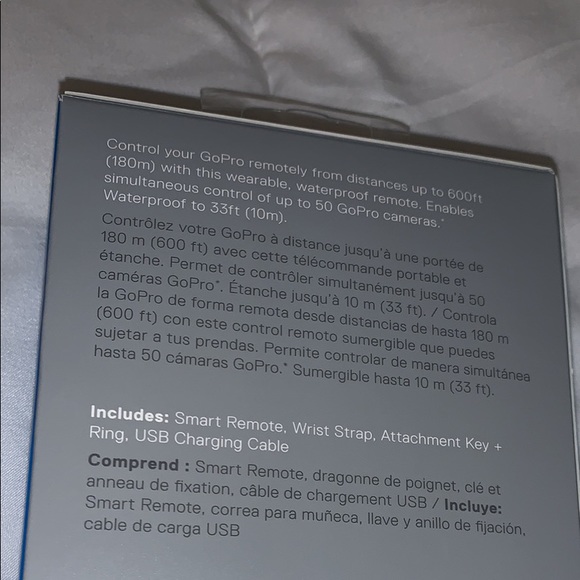 Control your GoPro remotely from distances up to 600ft
(180m) with this wearable, waterproof remote. Enables
simultaneous control of up to 50 GoPro cameras.*
Waterproof to 33ft (10m).
Contrôlez votre GoPro à distance jusqu'à une portée de
180 m (600 ft) avec cette télécommande portable et
étanche. Permet de contrôler simultanément jusqu'à 50
caméras GoPro*. Étanche jusqu'à 10 m (33 ft). / Controla
la GoPro de forma remota desde distancias de hasta 180 m
(600 ft) con este control remoto sumergible que puedes
sujetar a tus prendas. Permite controlar de manera simultánea
hasta 50 cámaras GoPro.* Sumergible hasta 10 m (33 ft).
Includes: Smart Remote, Wrist Strap, Attachment Key +
Ring, USB Charging Cable
Comprend : Smart Remote, dragonne de poignet, clé et
anneau de fixation, câble de chargement USB / Incluye:
Smart Remote, correa para muñeca, llave y anillo de fijación,
cable de carga USB